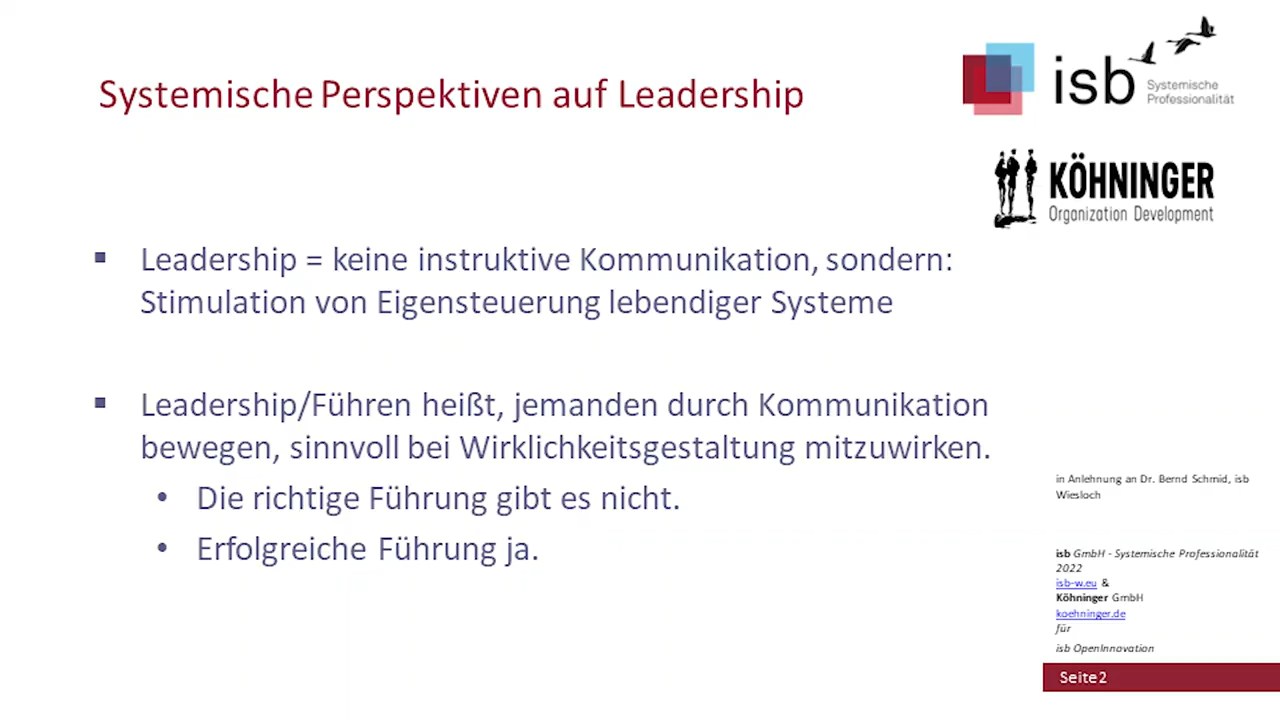 Systemische Perspektiven auf Leadership
isb
Systemische
Professionalität
KÖHNINGER
Organization Development
▪ Leadership = keine instruktive Kommunikation, sondern:
Stimulation von Eigensteuerung lebendiger Systeme
▪ Leadership/Führen heißt, jemanden durch Kommunikation
bewegen, sinnvoll bei Wirklichkeitsgestaltung mitzuwirken.
• Die richtige Führung gibt es nicht.
• Erfolgreiche Führung ja.
in Anlehnung an Dr. Bernd Schmid, isb
Wiesloch
isb GmbH - Systemische Professionalität
2022
isb-w.eu &
Köhninger GmbH
koehninger.de
für
isb OpenInnovation
Seite2